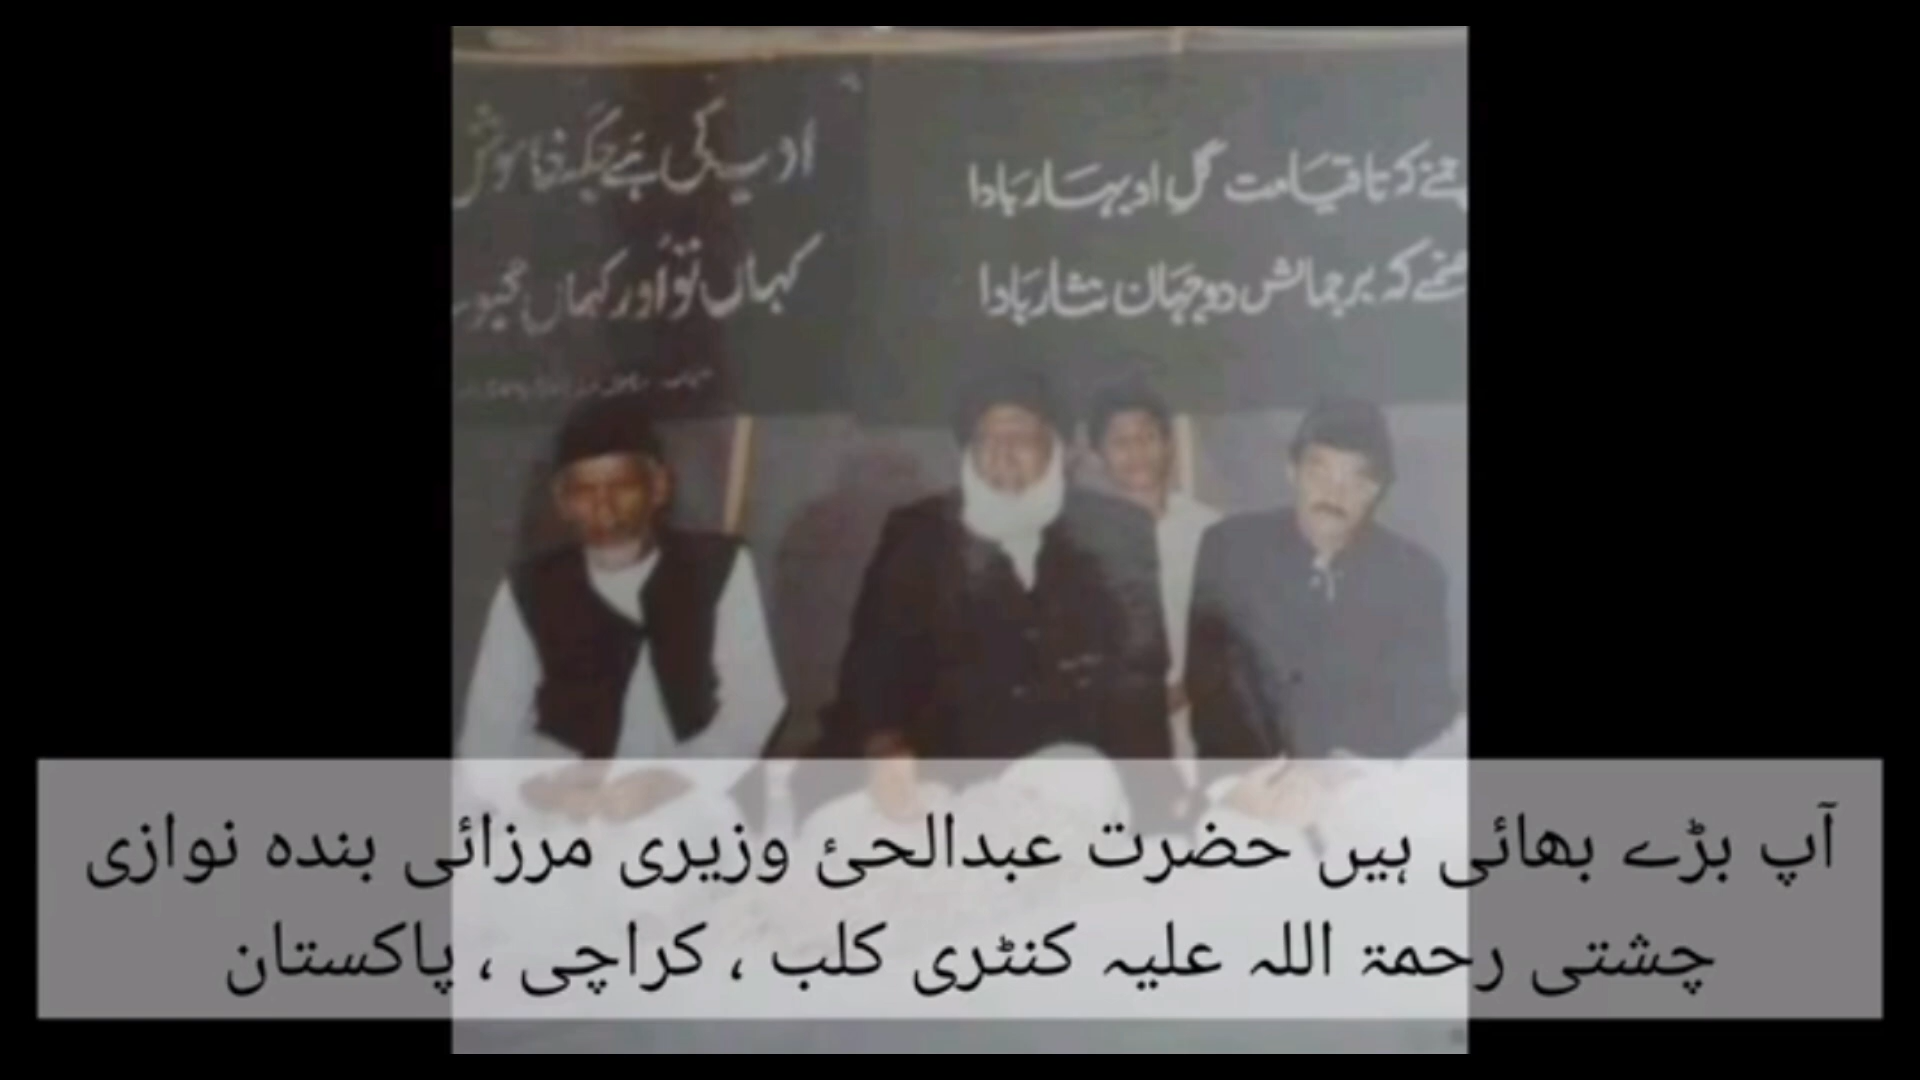 ادب کی ہے جگہ خاموش
کہاں تو اور کہاں
کہ تا قیامت گل او بہار بادا
صنمے کہ بر جمالش دو جہان نثار بادا
آپ بڑے بھائی ہیں حضرت عبدالحئ وزیری مرزائی بندہ نوازی
چشتی رحمۃ اللہ علیہ کنٹری کلب ، کراچی ، پاکستان